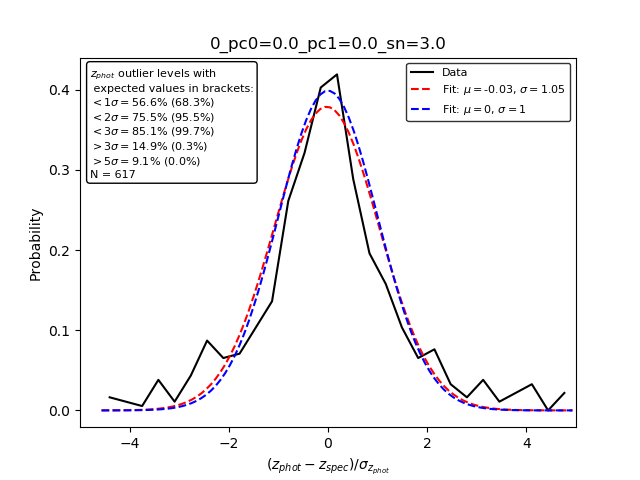 0_pc0=0.0_pc1=0.0_sn=3.0
z_phot outlier levels with
expected values in brackets:
<1σ=56.6% (68.3%)
<2σ=75.5% (95.5%)
<3σ=85.1% (99.7%)
>3σ=14.9% (0.3%)
>5σ=9.1% (0.0%)
N = 617
Data
Fit: μ=-0.03, σ=1.05
Fit: μ=0, σ=1
Probability
0.4
0.3
0.2
0.1
0.0
−4 −2 0 2 4
(z_phot − z_spec)/σ_z_phot